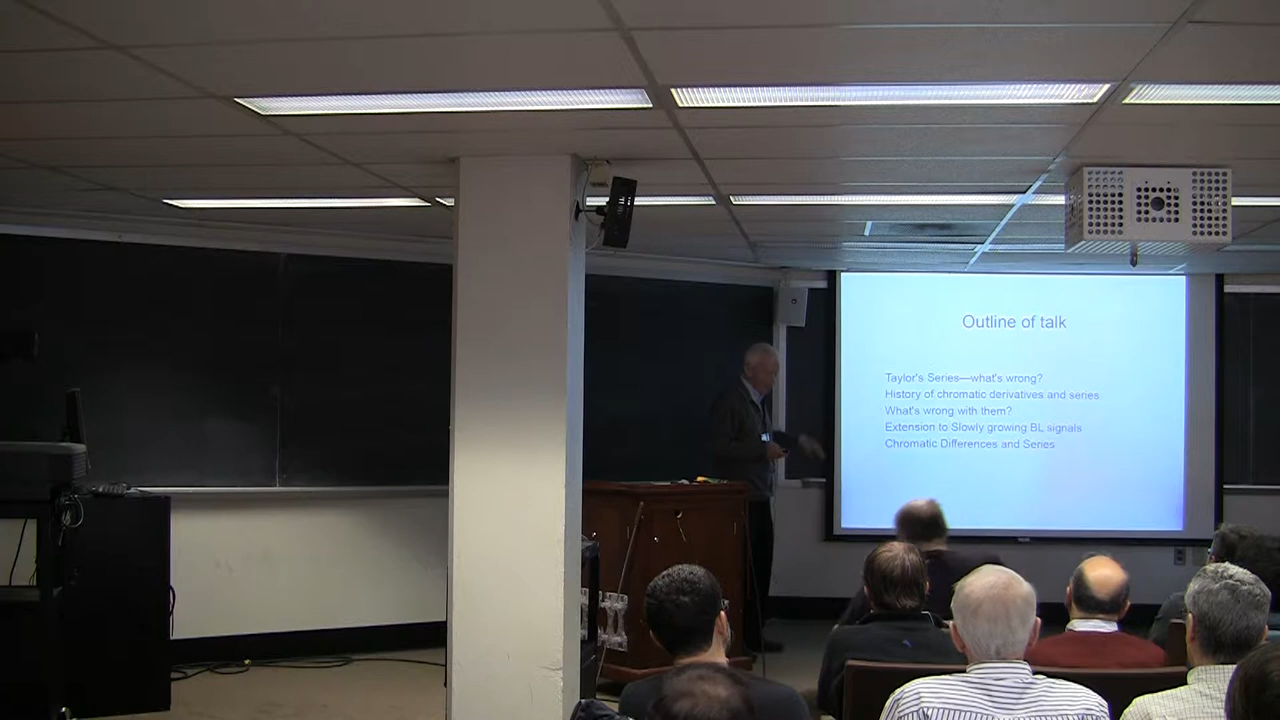 Outline of talk
Taylor's Series—what's wrong?
History of chromatic derivatives and series
What's wrong with them?
Extension to Slowly growing BL signals
Chromatic Differences and Series